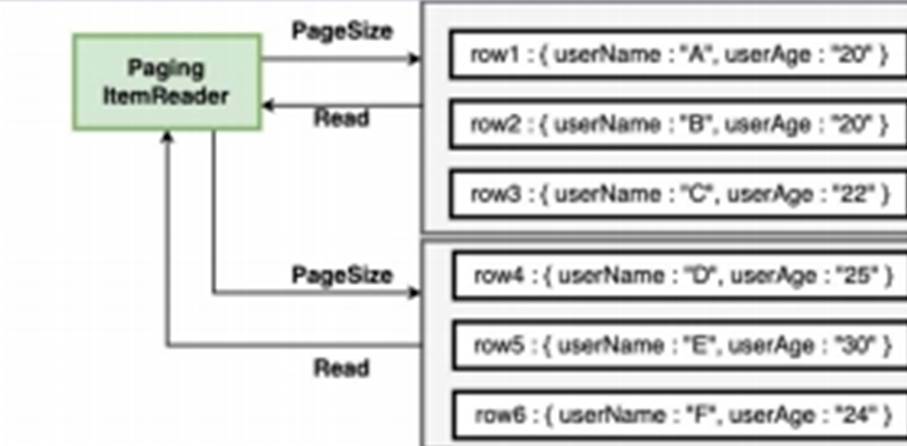 Paging
ItemReader
PageSize
Read
PageSize
Read
row1 : { userName : "A", userAge : "20" }
row2 : { userName : "B", userAge : "20" }
row3 : { userName : "C", userAge : "22" }
row4 : { userName : "D", userAge : "25" }
row5 : { userName : "E", userAge : "30" }
row6 : { userName : "F", userAge : "24" }